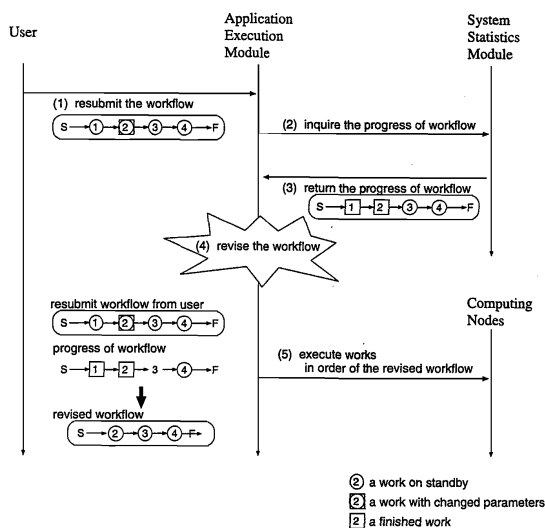 User
Application
Execution
Module
System
Statistics
Module
(1) resubmit the workflow
S 1 2 3 4 F
(2) inquire the progress of workflow
(3) return the progress of workflow
S 1 2 3 4 F
(4) revise the workflow
resubmit workflow from user
S 1 2 3 4 F
progress of workflow
S 1 2 3 4 F
revised workflow
S 2 3 4 F
Computing
Nodes
(5) execute works
in order of the revised workflow
2 a work on standby
2 a work with changed parameters
2 a finished work